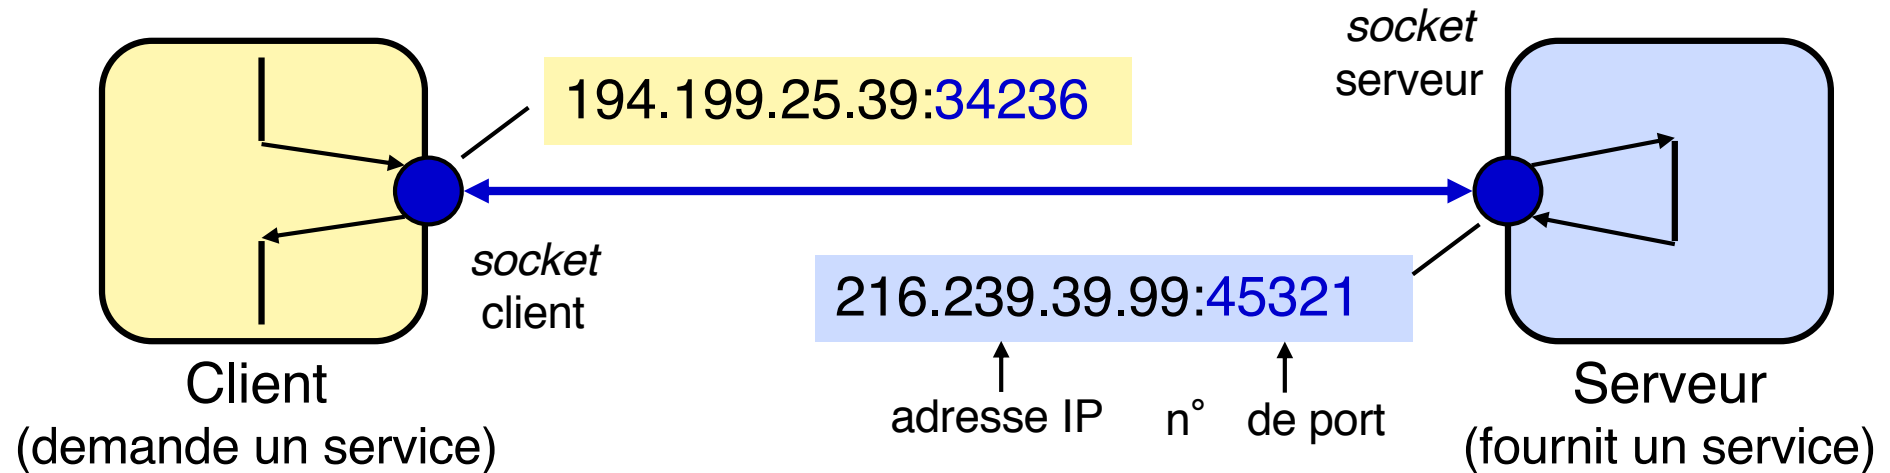 socket
serveur
194.199.25.39:34236
socket
client
216.239.39.99:45321
adresse IP n° de port
Client
(demande un service)
Serveur
(fournit un service)